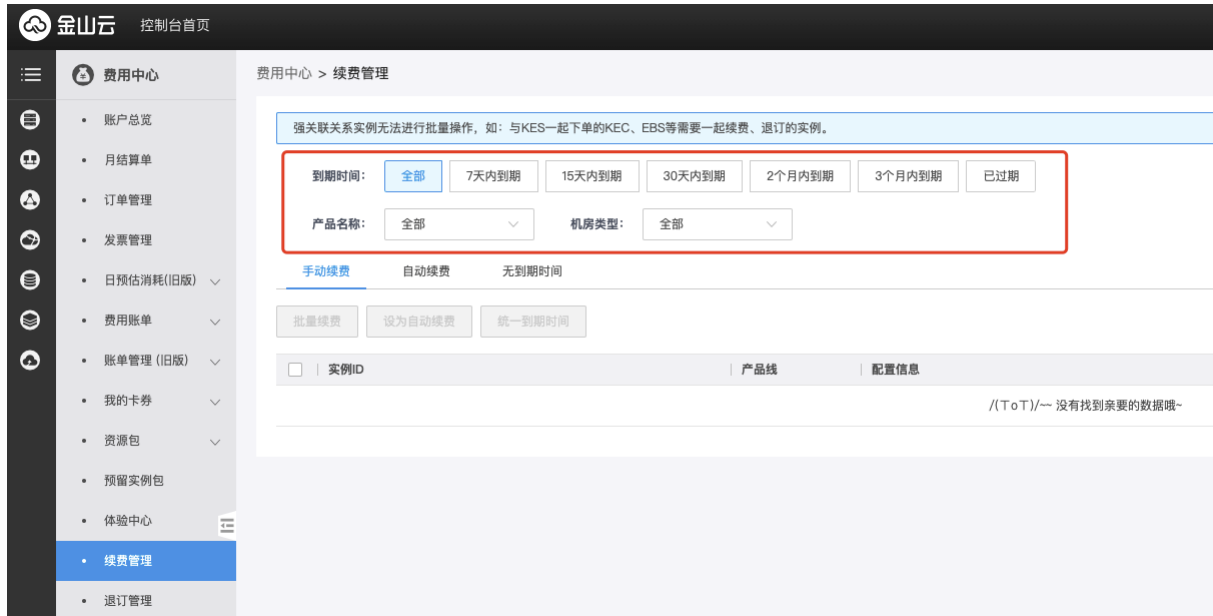 金山云 控制台首页
费用中心
费用中心 > 续费管理
账户总览
月结算单
订单管理
发票管理
日预估消耗(旧版)
费用账单
账单管理 (旧版)
我的卡券
资源包
预留实例包
体验中心
续费管理
退订管理
强关联关系实例无法进行批量操作，如：与KES一起下单的KEC、EBS等需要一起续费、退订的实例。
到期时间： 全部 7天内到期 15天内到期 30天内到期 2个月内到期 3个月内到期 已过期
产品名称： 全部 机房类型： 全部
手动续费 自动续费 无到期时间
批量续费 设为自动续费 统一到期时间
实例ID 产品线 配置信息
/(ㄒoㄒ)/~~ 没有找到亲要的数据哦~